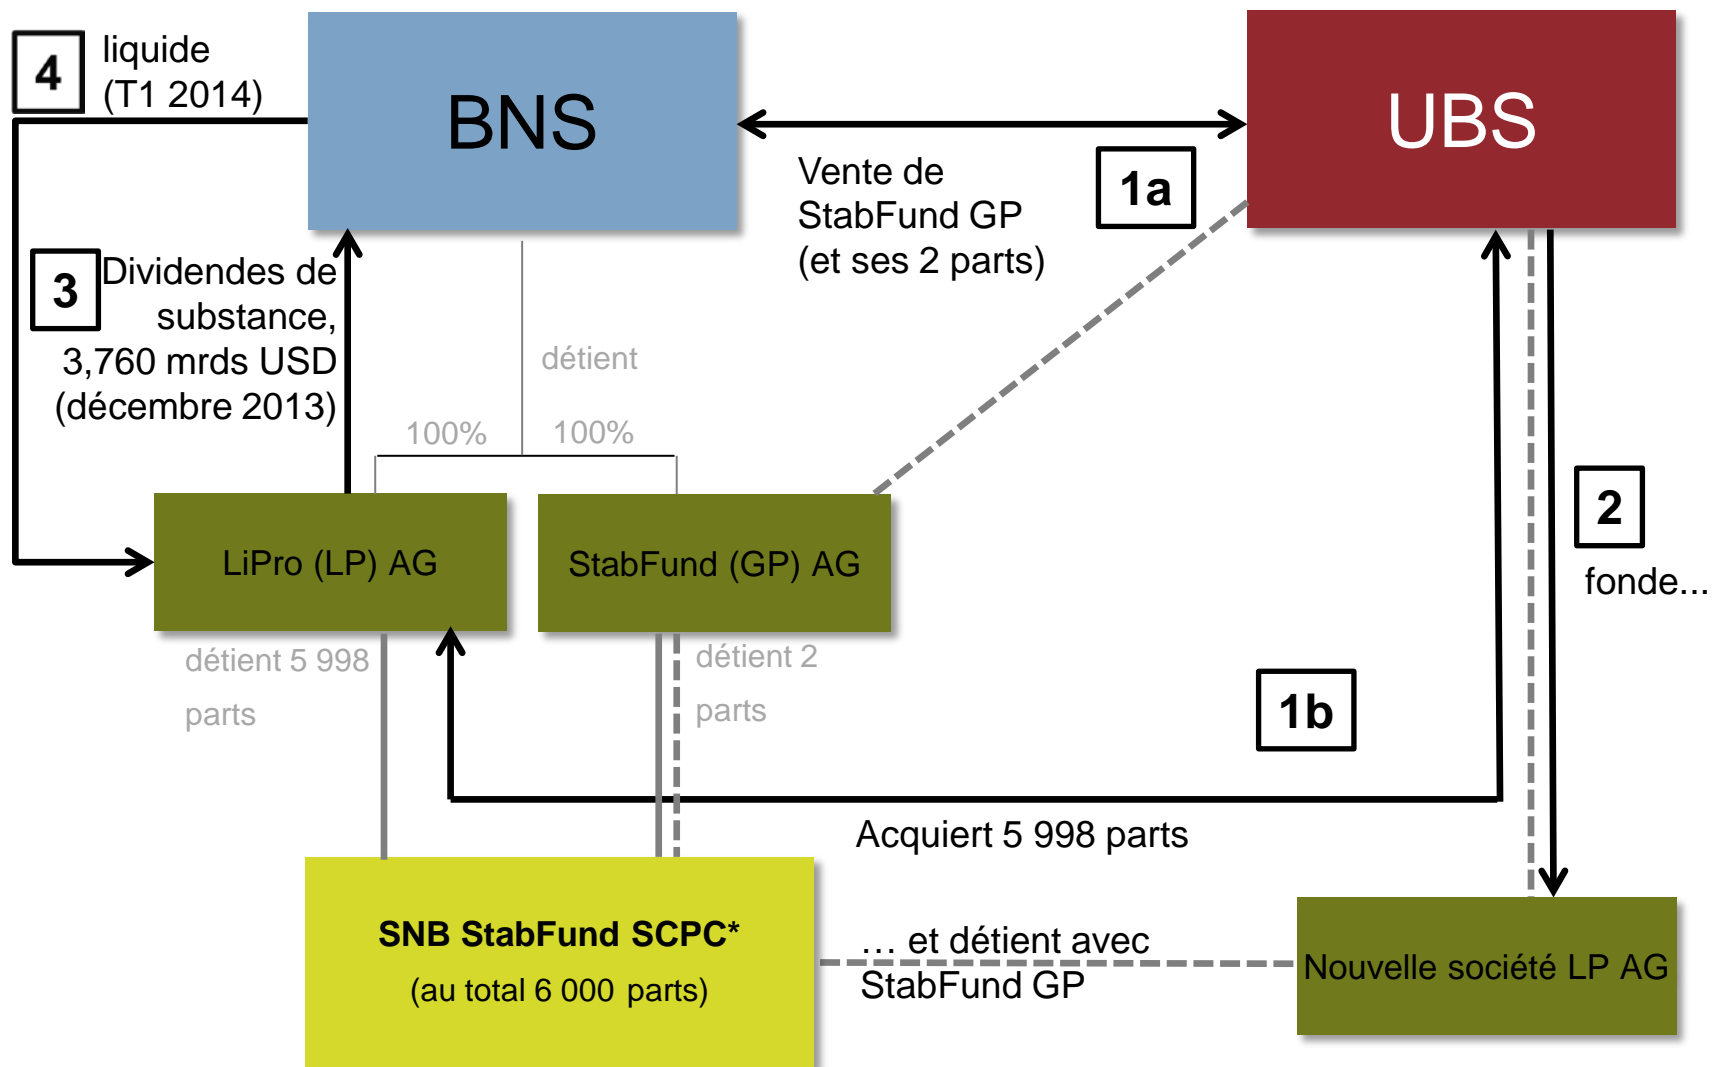 4
liquide
(T1 2014)
BNS
UBS
Vente de
StabFund GP
(et ses 2 parts)
1a
3
Dividendes de
substance,
3,760 mrds USD
(décembre 2013)
détient
100%
100%
2
fonde...
LiPro (LP) AG
StabFund (GP) AG
détient 5 998
parts
détient 2
parts
1b
Acquiert 5 998 parts
SNB StabFund SCPC*
(au total 6 000 parts)
… et détient avec
StabFund GP
Nouvelle société LP AG